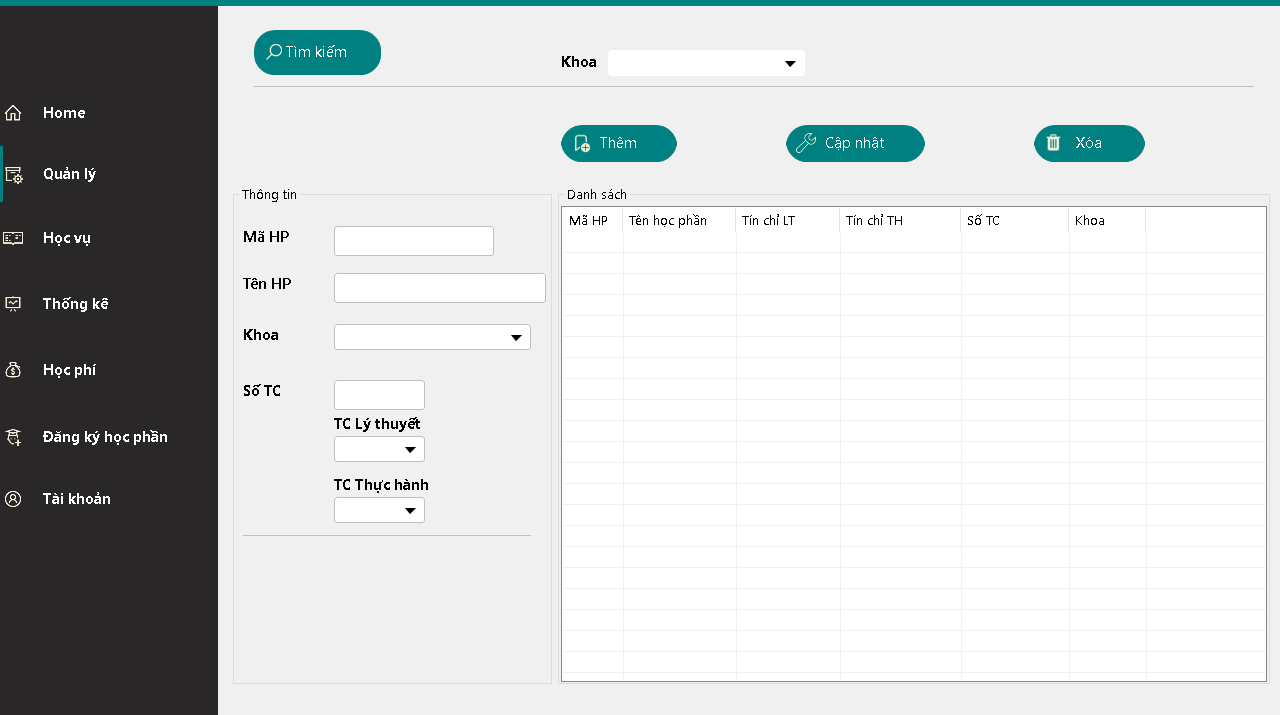 Home
Quản lý
Học vụ
Thống kê
Học phí
Đăng ký học phần
Tài khoản
Tìm kiếm
Khoa
Thêm
Cập nhật
Xóa
Thông tin
Mã HP
Tên HP
Khoa
Số TC
TC Lý thuyết
TC Thực hành
Danh sách
Mã HP Tên học phần Tín chỉ LT Tín chỉ TH Số TC Khoa